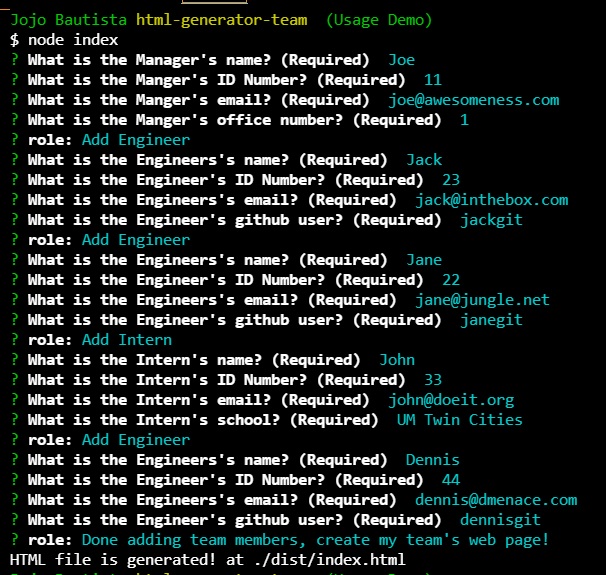 Jojo Bautista html-generator-team (Usage Demo)
$ node index
? What is the Manager's name? (Required) Joe
? What is the Manger's ID Number? (Required) 11
? What is the Manger's email? (Required) joe@awesomeness.com
? What is the Manger's office number? (Required) 1
? role: Add Engineer
? What is the Engineers's name? (Required) Jack
? What is the Engineer's ID Number? (Required) 23
? What is the Engineers's email? (Required) jack@inthebox.com
? What is the Engineer's github user? (Required) jackgit
? role: Add Engineer
? What is the Engineers's name? (Required) Jane
? What is the Engineer's ID Number? (Required) 22
? What is the Engineers's email? (Required) jane@jungle.net
? What is the Engineer's github user? (Required) janegit
? role: Add Intern
? What is the Intern's name? (Required) John
? What is the Intern's ID Number? (Required) 33
? What is the Intern's email? (Required) john@doeit.org
? What is the Intern's school? (Required) UM Twin Cities
? role: Add Engineer
? What is the Engineers's name? (Required) Dennis
? What is the Engineer's ID Number? (Required) 44
? What is the Engineers's email? (Required) dennis@dmenace.com
? What is the Engineer's github user? (Required) dennisgit
? role: Done adding team members, create my team's web page!
HTML file is generated! at ./dist/index.html